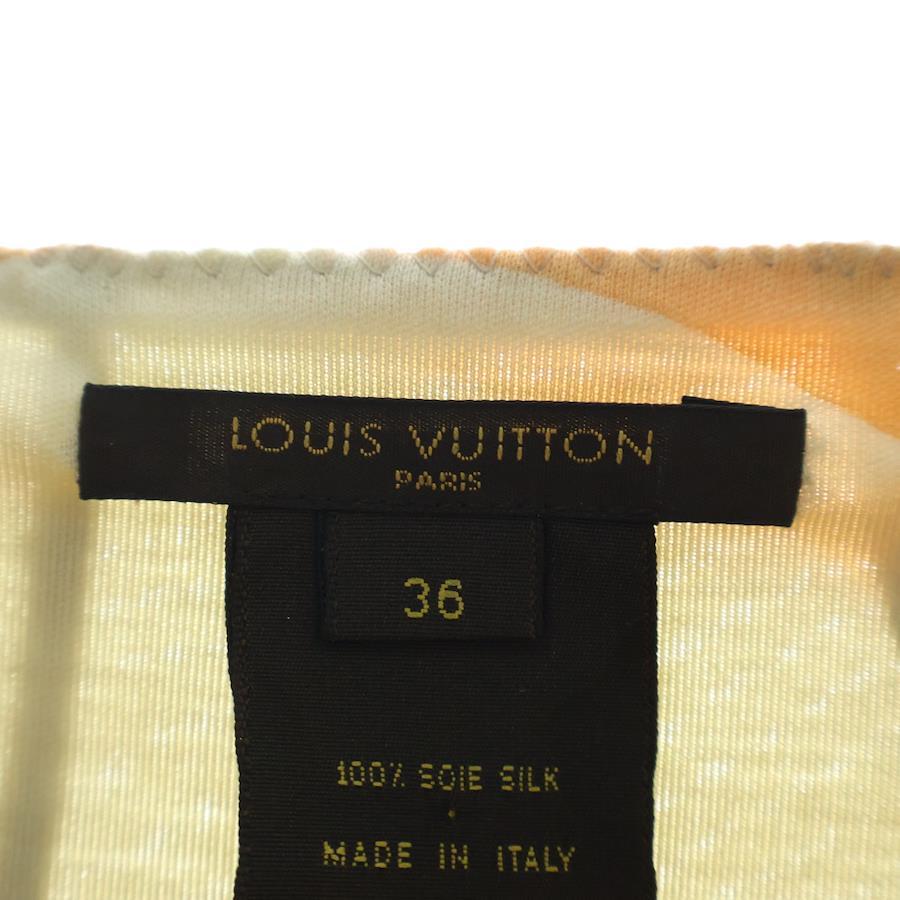 LOUIS VUITTON
PARIS
36
100% SOIE SILK
MADE IN ITALY